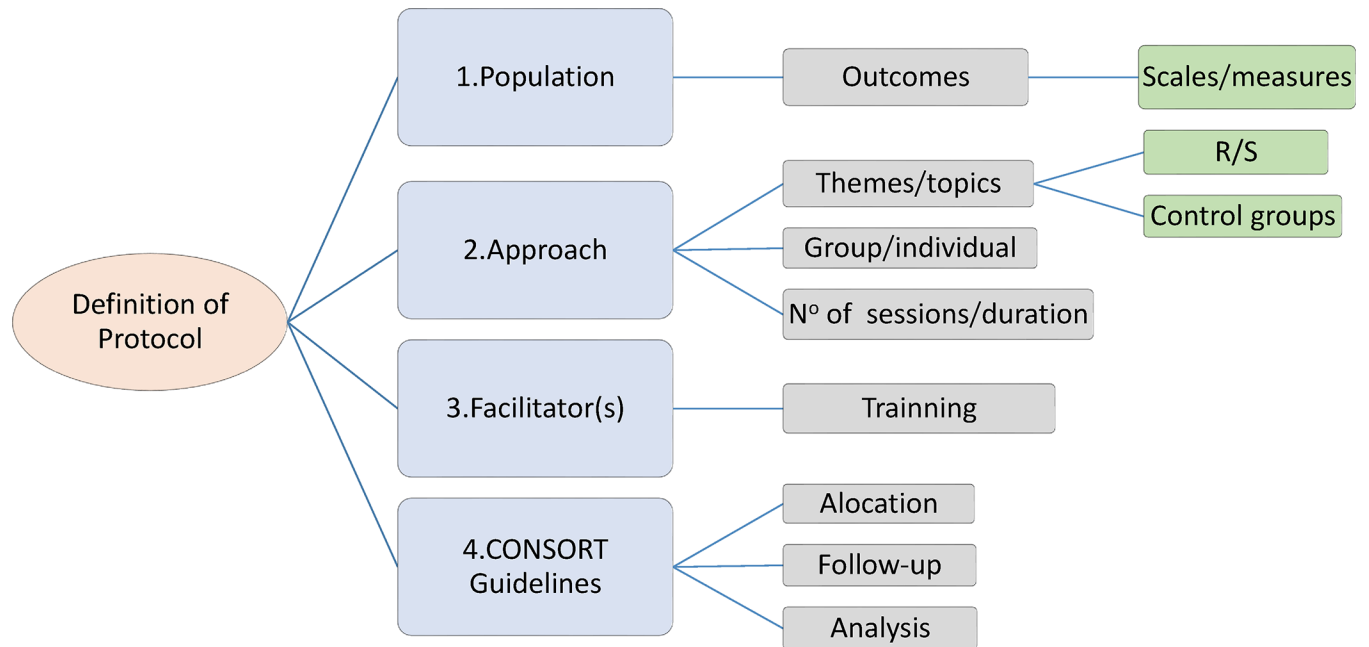 Definition of
Protocol
1.Population
Outcomes
Scales/measures
2.Approach
Themes/topics
R/S
Control groups
Group/individual
Nº of sessions/duration
3.Facilitator(s)
Trainning
4.CONSORT
Guidelines
Alocation
Follow-up
Analysis